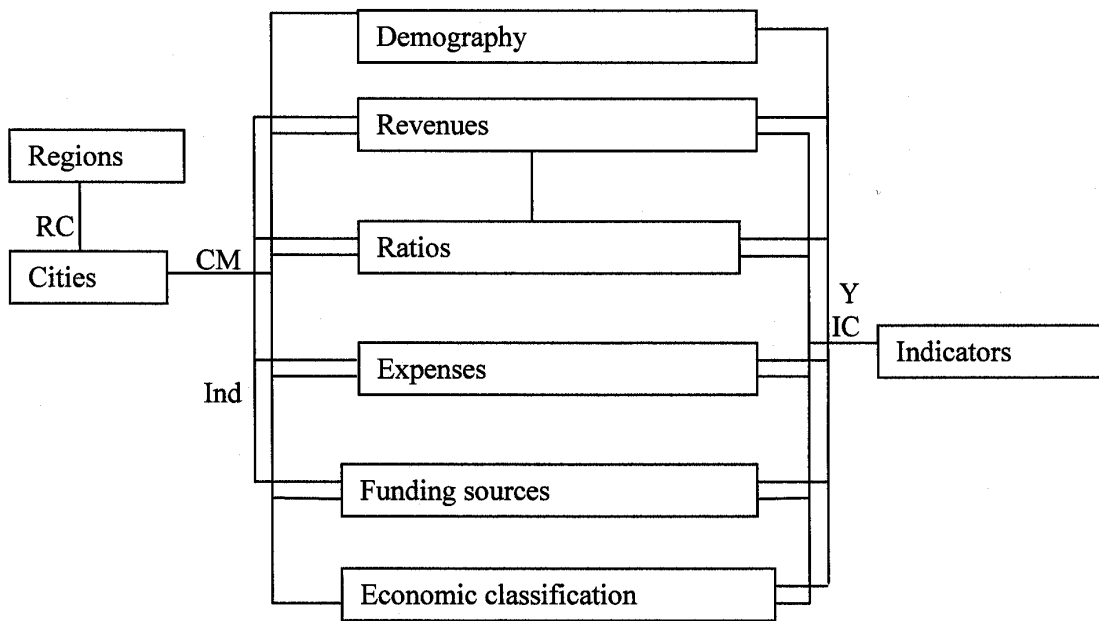 Demography
Revenues
Regions
RC
Ratios
CM
Cities
Y
IC
Indicators
Expenses
Ind
Funding sources
Economic classification